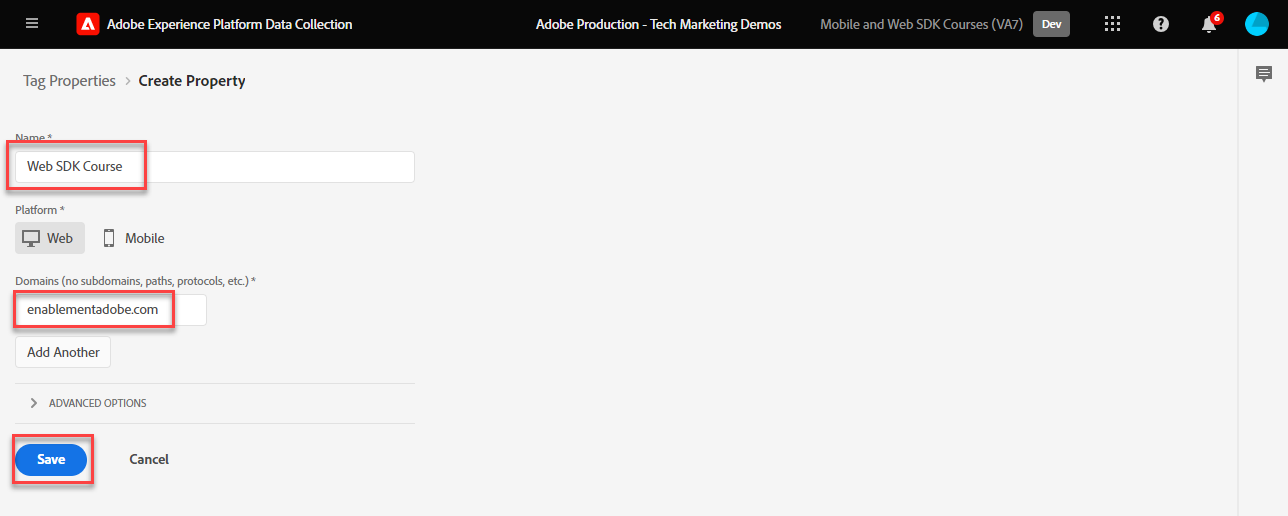 Adobe Experience Platform Data Collection Adobe Production - Tech Marketing Demos Mobile and Web SDK Courses (VA7) Dev 6
Tag Properties > Create Property
Name *
Web SDK Course
Platform *
Web Mobile
Domains (no subdomains, paths, protocols, etc.) *
enablementadobe.com
Add Another
ADVANCED OPTIONS
Save Cancel